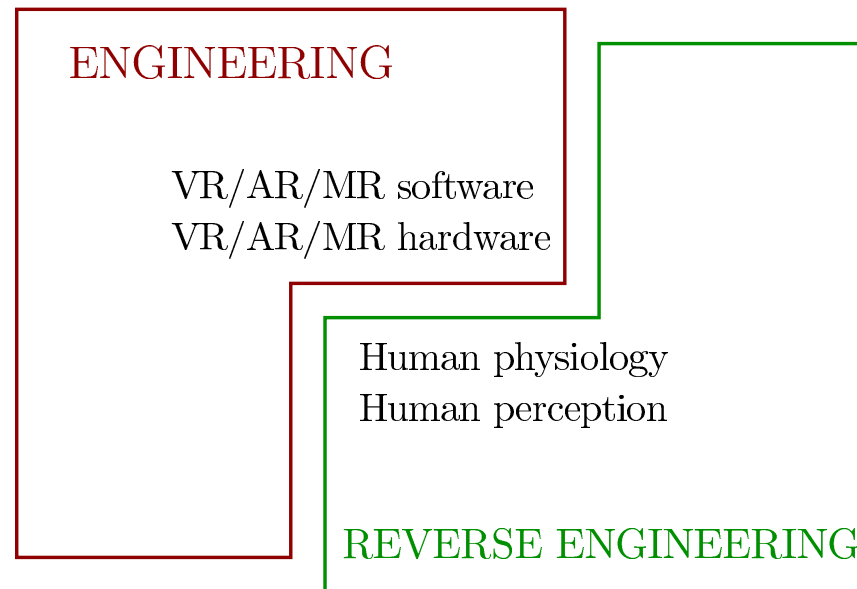 ENGINEERING
VR/AR/MR software
VR/AR/MR hardware
Human physiology
Human perception
REVERSE ENGINEERING